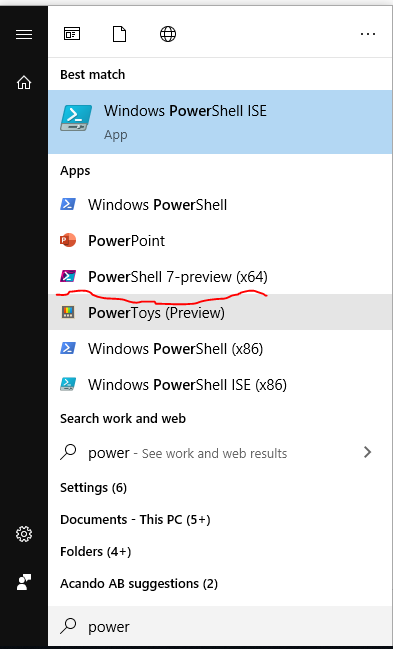 Best match
Windows PowerShell ISE
App
Apps
Windows PowerShell
PowerPoint
PowerShell 7-preview (x64)
PowerToys (Preview)
Windows PowerShell (x86)
Windows PowerShell ISE (x86)
Search work and web
power - See work and web results
Settings (6)
Documents - This PC (5+)
Folders (4+)
Acando AB suggestions (2)
power